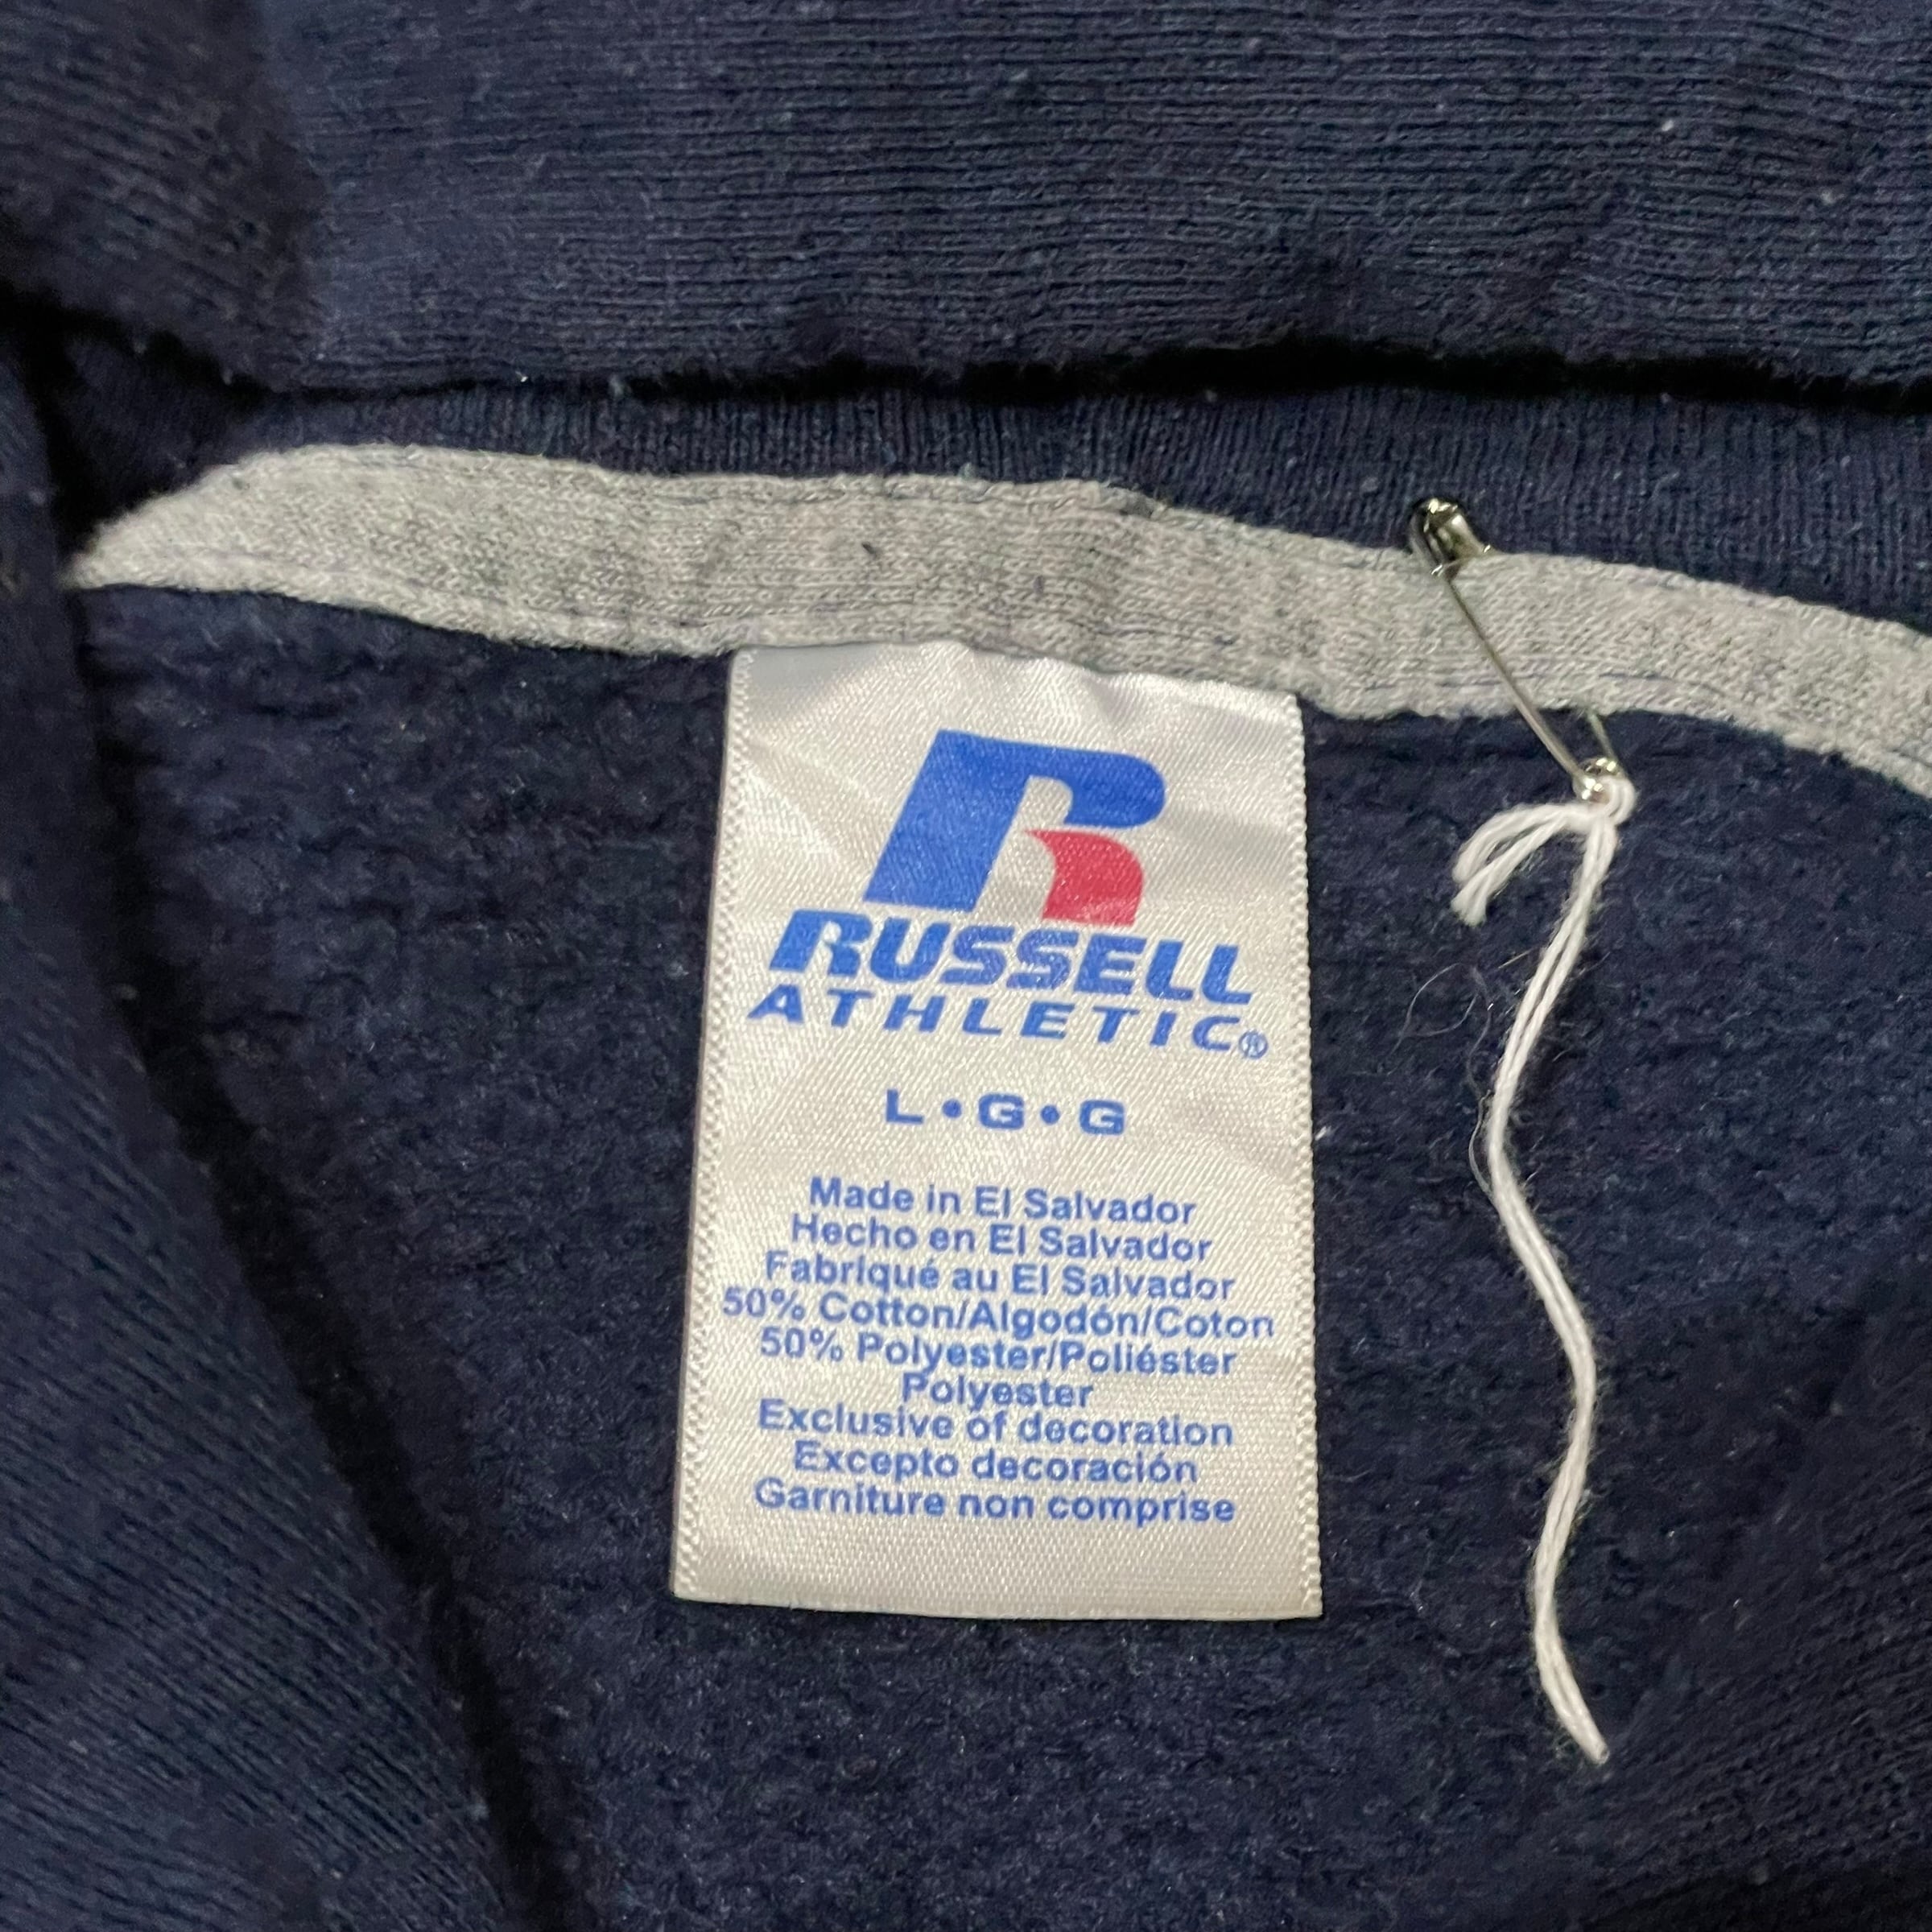 R
RUSSELL
ATHLETIC®
L•G•G
Made in El Salvador
Hecho en El Salvador
Fabriqué au El Salvador
50% Cotton/Algodón/Coton
50% Polyester/Poliéster
Polyester
Exclusive of decoration
Excepto decoración
Garniture non comprise